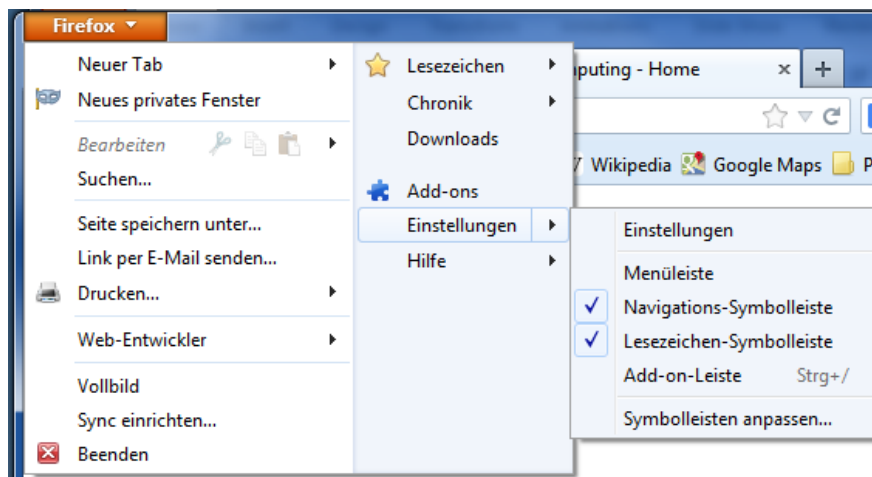 Firefox
Neuer Tab
Neues privates Fenster
Bearbeiten
Suchen...
Seite speichern unter...
Link per E-Mail senden...
Drucken...
Web-Entwickler
Vollbild
Sync einrichten...
Beenden
Lesezeichen
Chronik
Downloads
Add-ons
Einstellungen
Hilfe
puting - Home
Wikipedia Google Maps P
Einstellungen
Menüleiste
Navigations-Symbolleiste
Lesezeichen-Symbolleiste
Add-on-Leiste Strg+/
Symbolleisten anpassen...